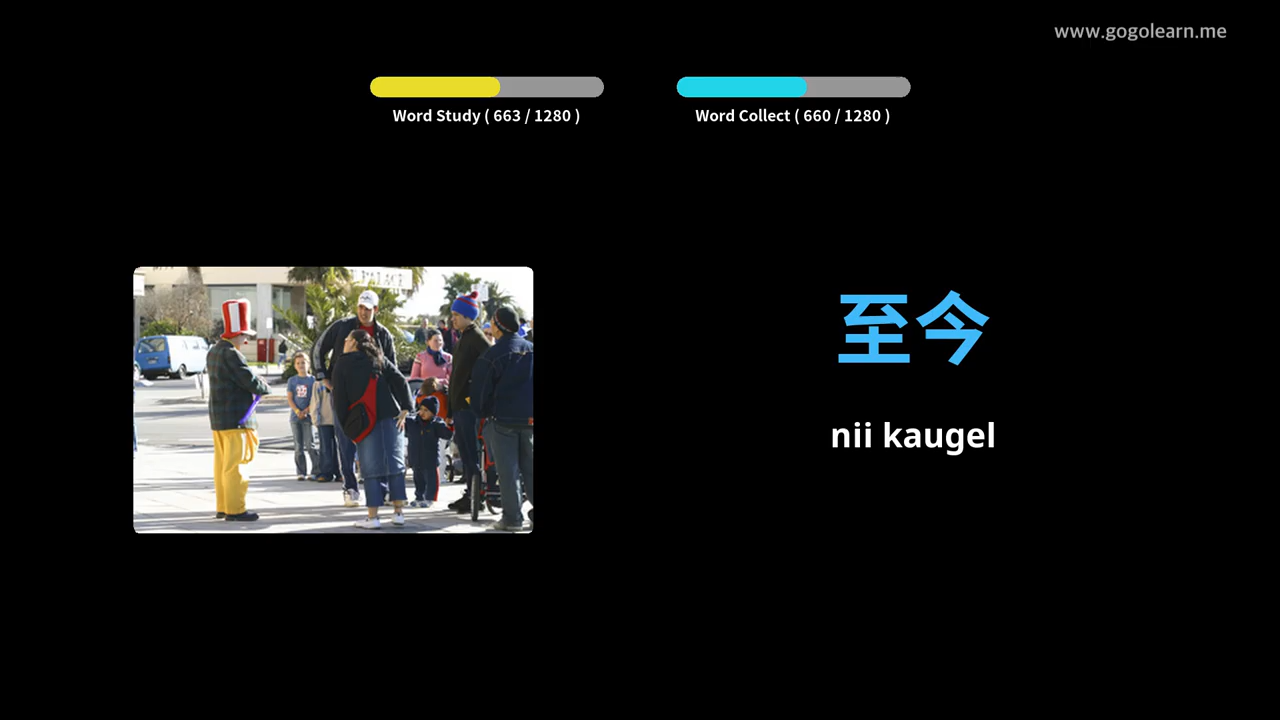 www.gogolearn.me
Word Study ( 663 / 1280 )
Word Collect ( 660 / 1280 )
至今
nii kaugel